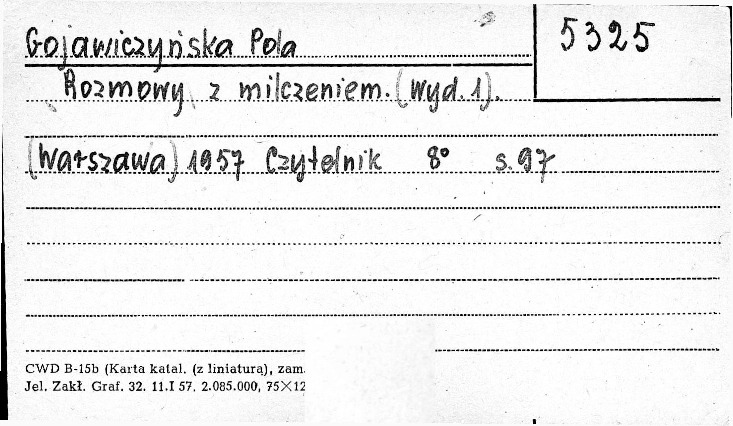 Gojawiczyńska Pola
5325
Rozmowy z milczeniem. (Wyd. 1).
(Warszawa) 1957 Czytelnik 8° s. 97
CWD B-15b (Karta katal. (z liniaturą), zam.
Jel. Zakł. Graf. 32. 11.I 57. 2.085.000, 75×12